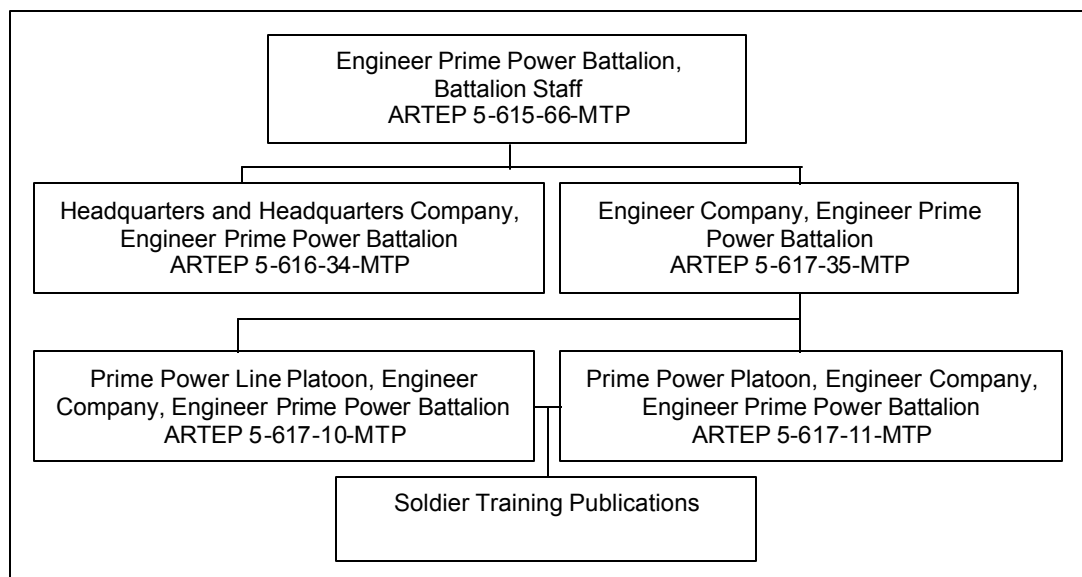 Engineer Prime Power Battalion,
Battalion Staff
ARTEP 5-615-66-MTP
Headquarters and Headquarters Company,
Engineer Prime Power Battalion
ARTEP 5-616-34-MTP
Engineer Company, Engineer Prime
Power Battalion
ARTEP 5-617-35-MTP
Prime Power Line Platoon, Engineer
Company, Engineer Prime Power Battalion
ARTEP 5-617-10-MTP
Prime Power Platoon, Engineer Company,
Engineer Prime Power Battalion
ARTEP 5-617-11-MTP
Soldier Training Publications